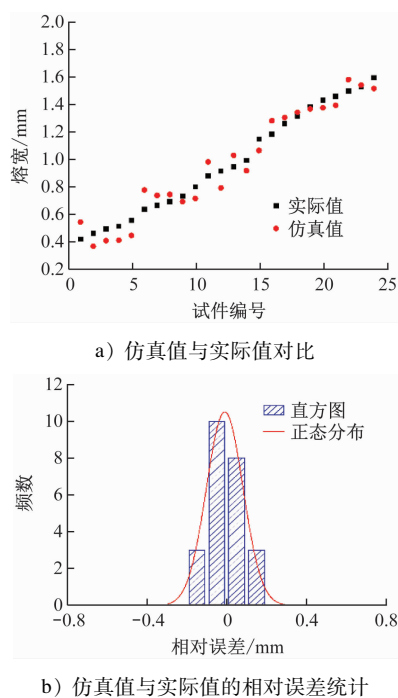 2.0
1.8
1.6
1.4
1.2
1.0
0.8
0.6
0.4
0.2
熔宽/mm
实际值
仿真值
0 5 10 15 20 25
试件编号
a）仿真值与实际值对比
12
10
8
6
4
2
0
频数
直方图
正态分布
-0.8 -0.4 0 0.4 0.8
相对误差/mm
b）仿真值与实际值的相对误差统计